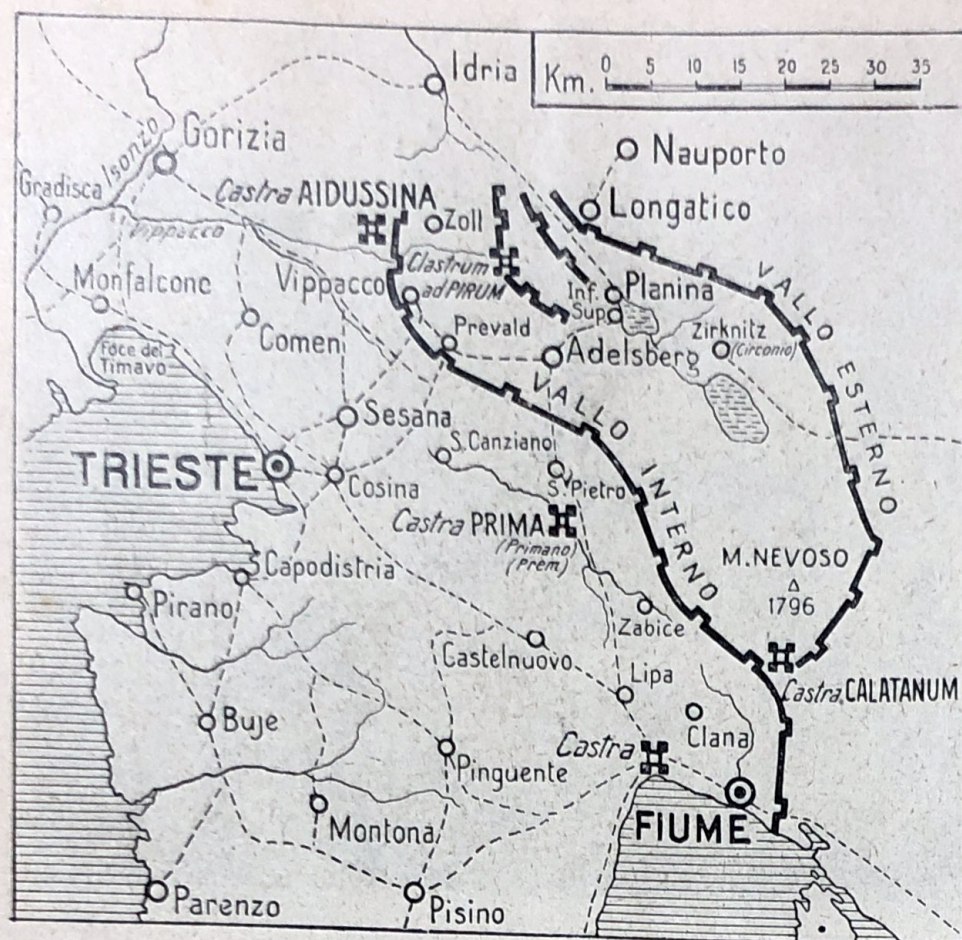 Idria
Km. 0 5 10 15 20 25 30 35
Isonzo
Gorizia
Nauporto
Gradisca
Castra AIDUSSINA
Zoll
Longatico
Vippacco
Clastrum
ad PIRUM
Monfalcone
Vippacco
Inf.
Sup.
Planina
VALLO ESTERNO
Comen
Prevald
Zirknitz
(Circonio)
Foce del
Timavo
Adelsberg
VALLO INTERNO
Sesana
S. Canziano
TRIESTE
Cosina
S. Pietro
Castra PRIMA
(Primano)
(Prem)
M. NEVOSO
1796
Capodistria
Pirano
Zabice
Castelnuovo
Lipa
Castra CALATANUM
Buje
Clana
Castra
Pinguente
FIUME
Montona
Parenzo
Pisino